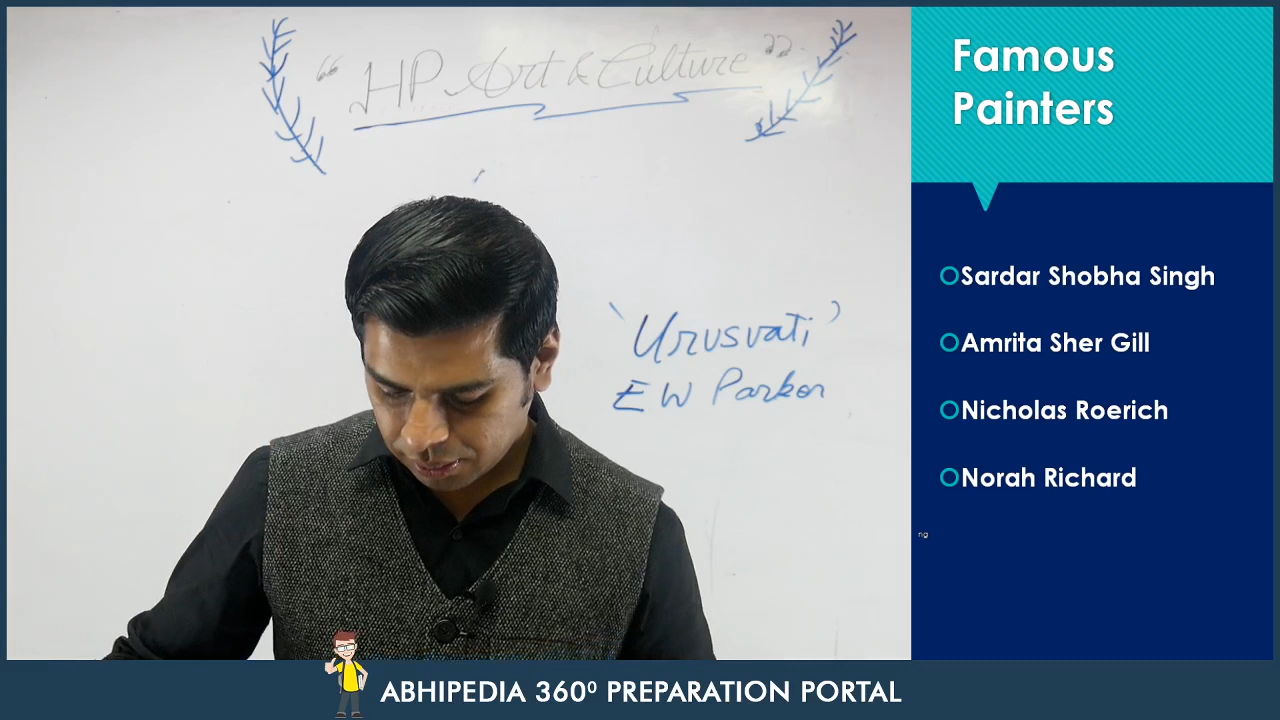 “HP Art & Culture”
‘Urusvati’
E W Parker
Famous
Painters
Sardar Shobha Singh
Amrita Sher Gill
Nicholas Roerich
Norah Richard
ng
ABHIPEDIA 360⁰ PREPARATION PORTAL